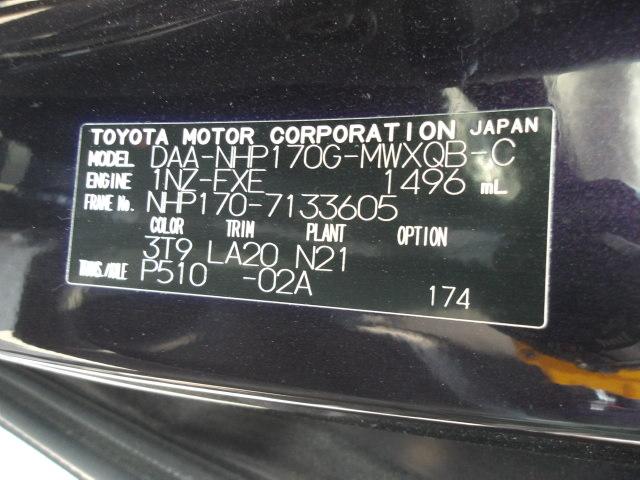 TOYOTA MOTOR CORPORATION JAPAN
MODEL DAA-NHP170G-MWXQB-C
ENGINE 1NZ-FXE 1496 mL
FRAME No. NHP170-7133605
COLOR TRIM PLANT OPTION
3T9 LA20 N21
TRANS./AXLE P510 -02A 174